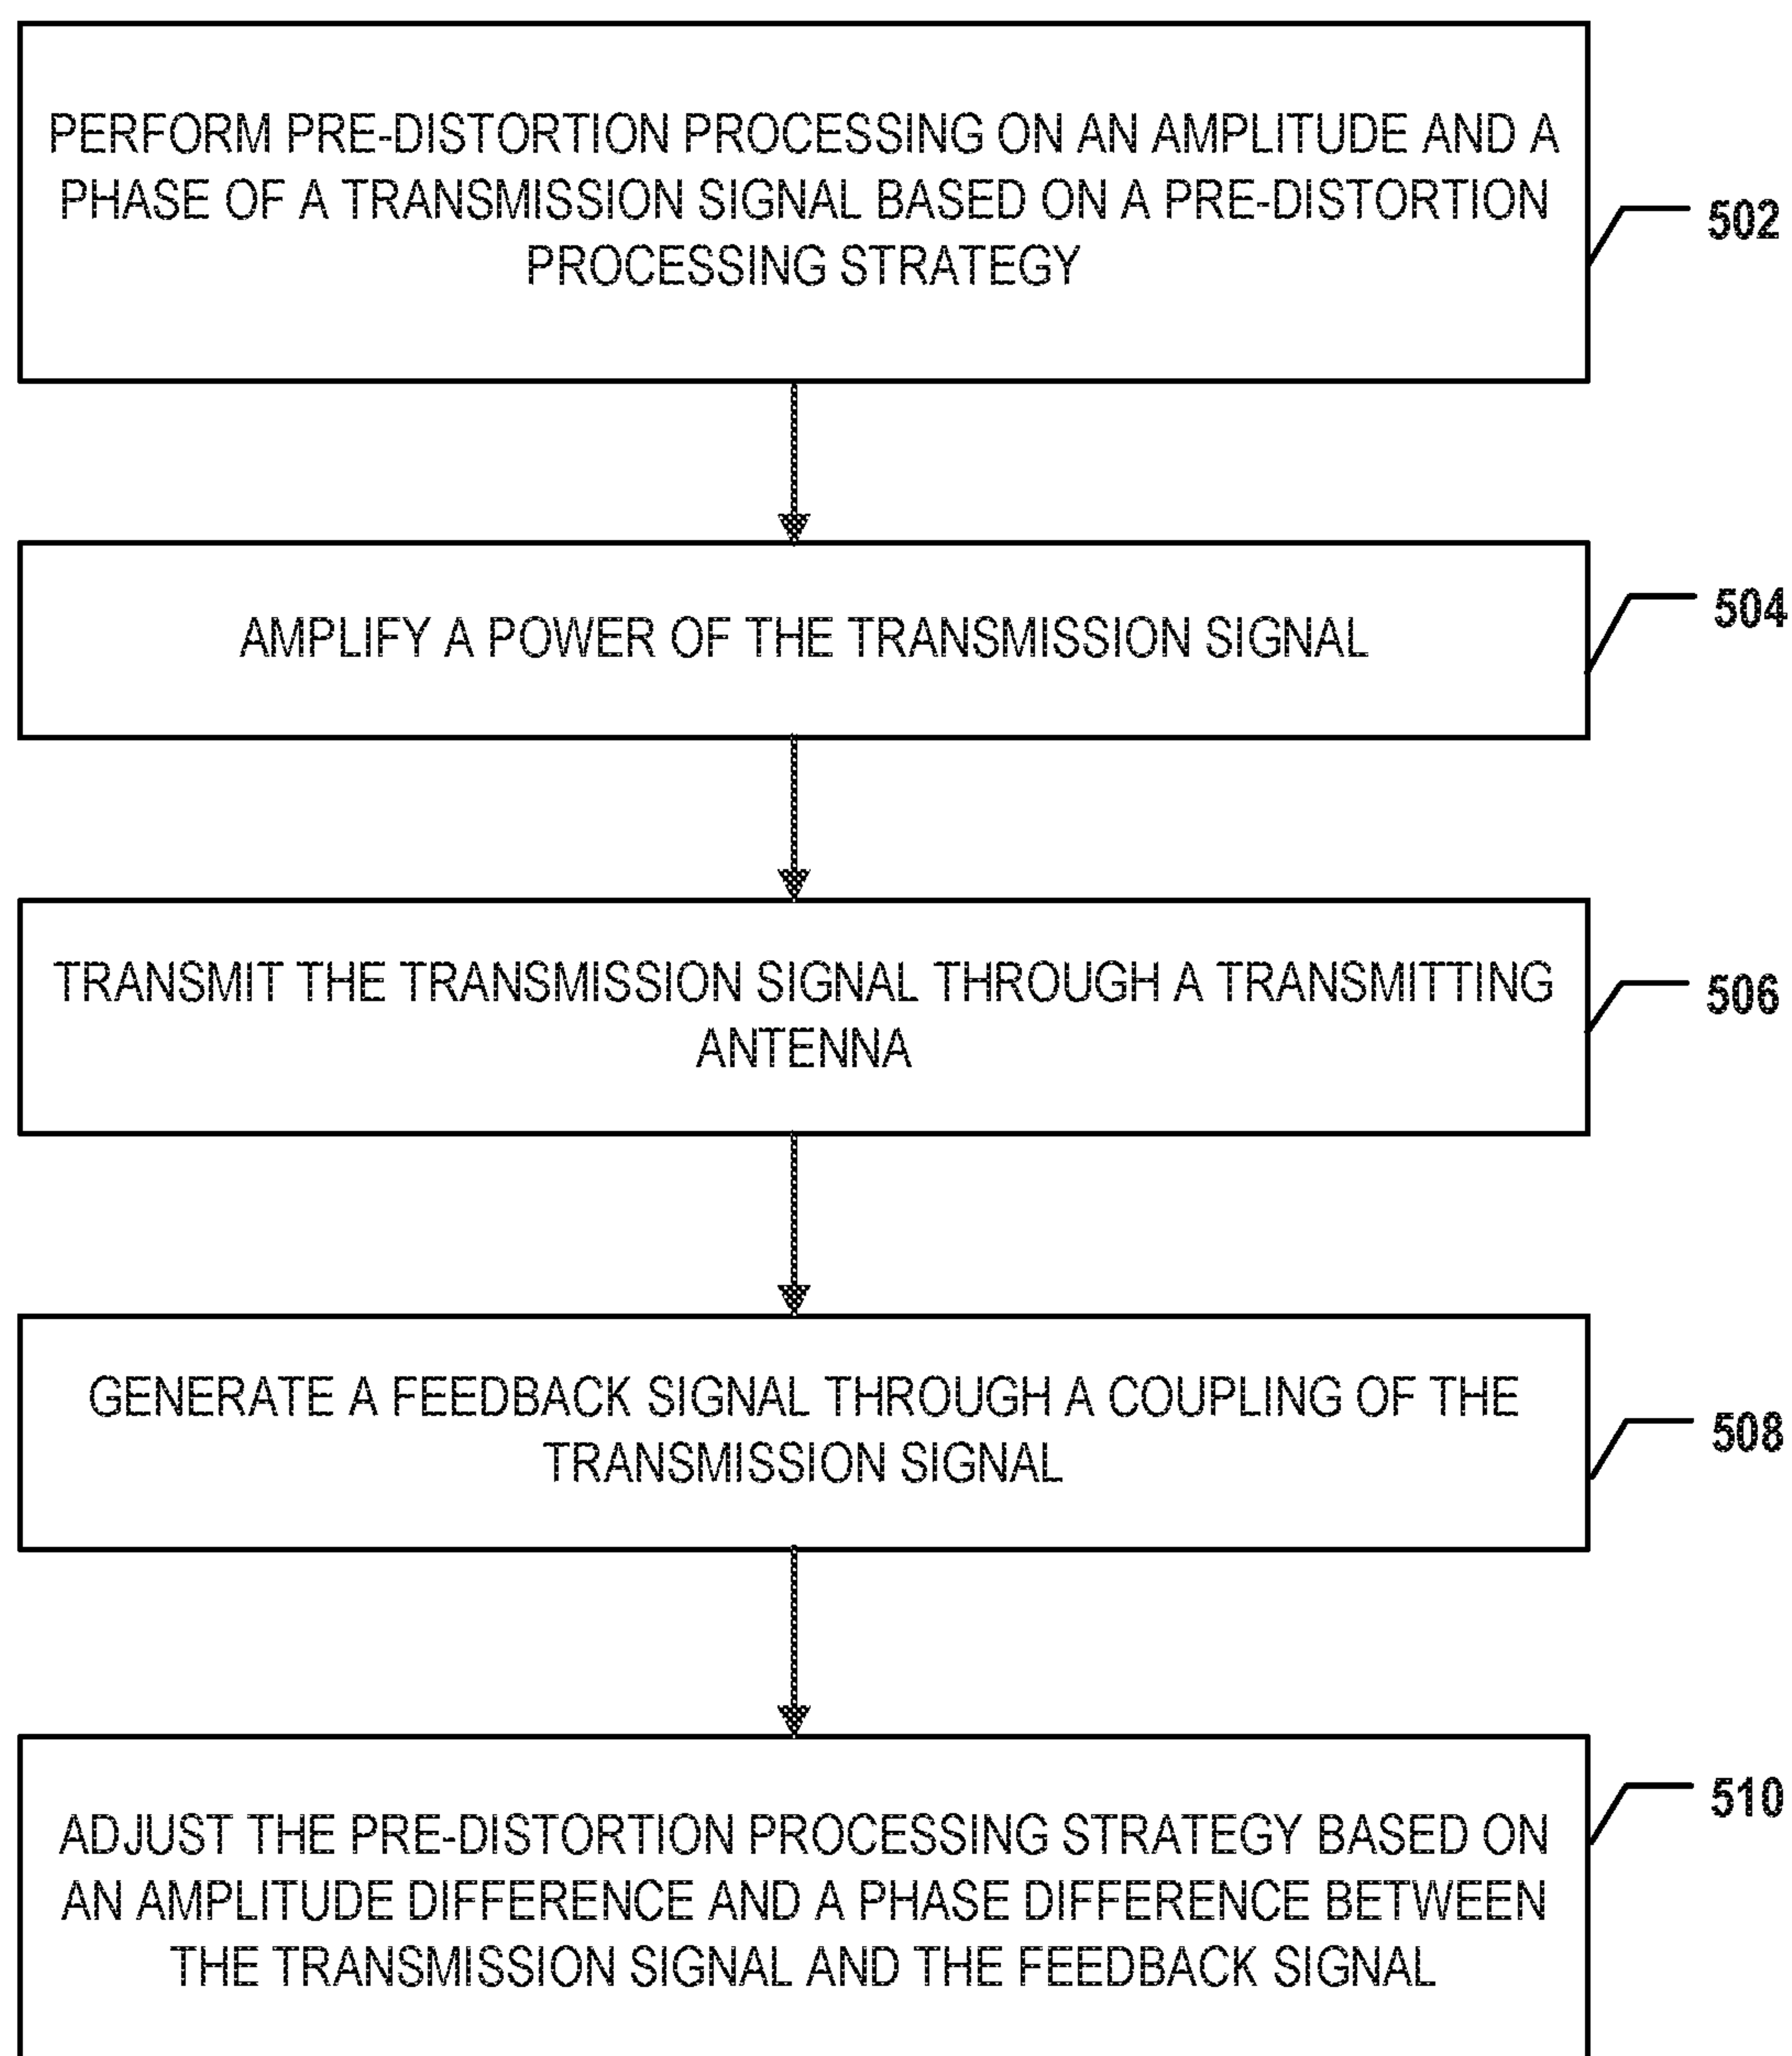 PERFORM PRE-DISTORTION PROCESSING ON AN AMPLITUDE AND A
PHASE OF A TRANSMISSION SIGNAL BASED ON A PRE-DISTORTION
PROCESSING STRATEGY
502
AMPLIFY A POWER OF THE TRANSMISSION SIGNAL
504
TRANSMIT THE TRANSMISSION SIGNAL THROUGH A TRANSMITTING
ANTENNA
506
GENERATE A FEEDBACK SIGNAL THROUGH A COUPLING OF THE
TRANSMISSION SIGNAL
508
ADJUST THE PRE-DISTORTION PROCESSING STRATEGY BASED ON
AN AMPLITUDE DIFFERENCE AND A PHASE DIFFERENCE BETWEEN
THE TRANSMISSION SIGNAL AND THE FEEDBACK SIGNAL
510